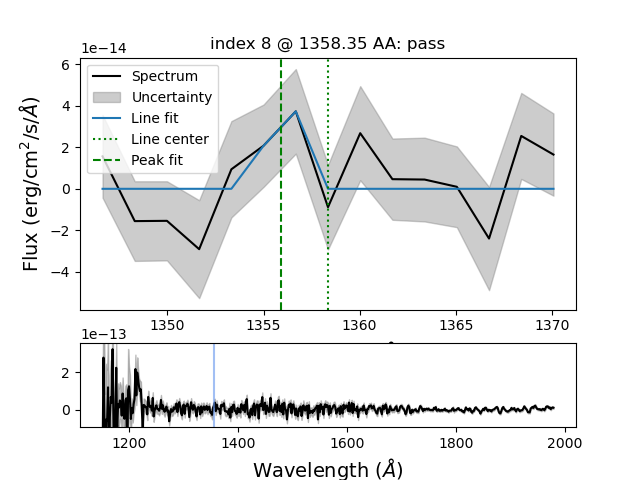 index 8 @ 1358.35 AA: pass
1e−14
Spectrum
Uncertainty
Line fit
Line center
Peak fit
6
4
2
0
−2
−4
Flux (erg/cm²/s/Å)
1350
1355
1360
1365
1370
1e−13
2
0
1200
1400
1600
1800
2000
Wavelength (Å)